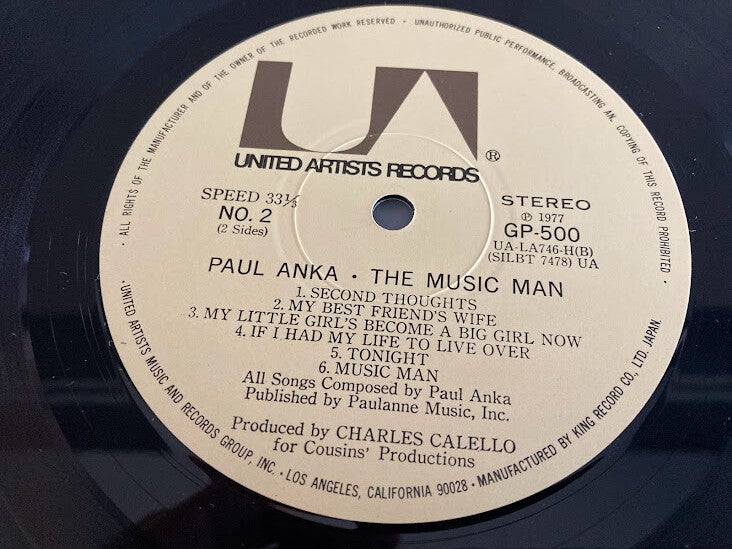 · ALL RIGHTS OF THE MANUFACTURER AND OF THE OWNER OF THE RECORDED WORK RESERVED · UNAUTHORIZED PUBLIC PERFORMANCE, BROADCASTING AN, COPYING OF THIS RECORD PROHIBITED ·
UA
UNITED ARTISTS RECORDS ®
SPEED 33⅓
NO. 2
(2 Sides)
STEREO
℗ 1977
GP-500
UA-LA746-H(B)
(SILBT 7478) UA
PAUL ANKA · THE MUSIC MAN
1. SECOND THOUGHTS
2. MY BEST FRIEND'S WIFE
3. MY LITTLE GIRL'S BECOME A BIG GIRL NOW
4. IF I HAD MY LIFE TO LIVE OVER
5. TONIGHT
6. MUSIC MAN
All Songs Composed by Paul Anka
Published by Paulanne Music, Inc.
Produced by CHARLES CALELLO
for Cousins' Productions
UNITED ARTISTS MUSIC AND RECORDS GROUP, INC. · LOS ANGELES, CALIFORNIA 90028 · MANUFACTURED BY KING RECORD CO., LTD. JAPAN.